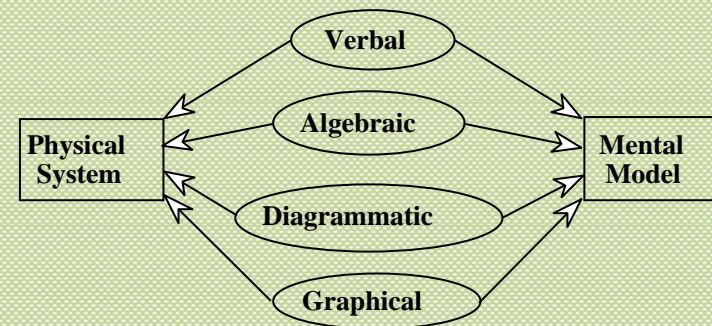 Verbal
Algebraic
Physical
System
Mental
Model
Diagrammatic
Graphical